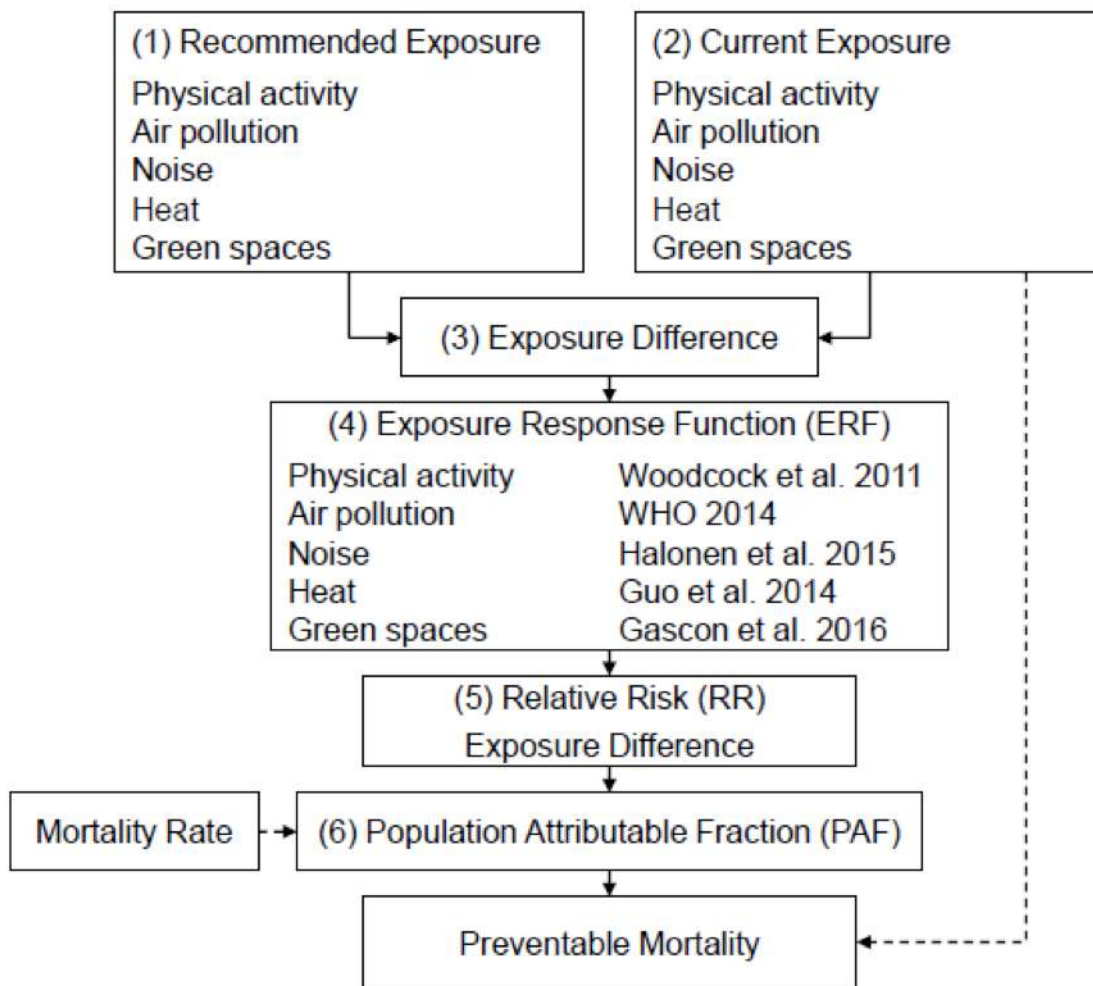 (1) Recommended Exposure
Physical activity
Air pollution
Noise
Heat
Green spaces
(2) Current Exposure
Physical activity
Air pollution
Noise
Heat
Green spaces
(3) Exposure Difference
(4) Exposure Response Function (ERF)
Physical activity Woodcock et al. 2011
Air pollution WHO 2014
Noise Halonen et al. 2015
Heat Guo et al. 2014
Green spaces Gascon et al. 2016
(5) Relative Risk (RR)
Exposure Difference
Mortality Rate
(6) Population Attributable Fraction (PAF)
Preventable Mortality